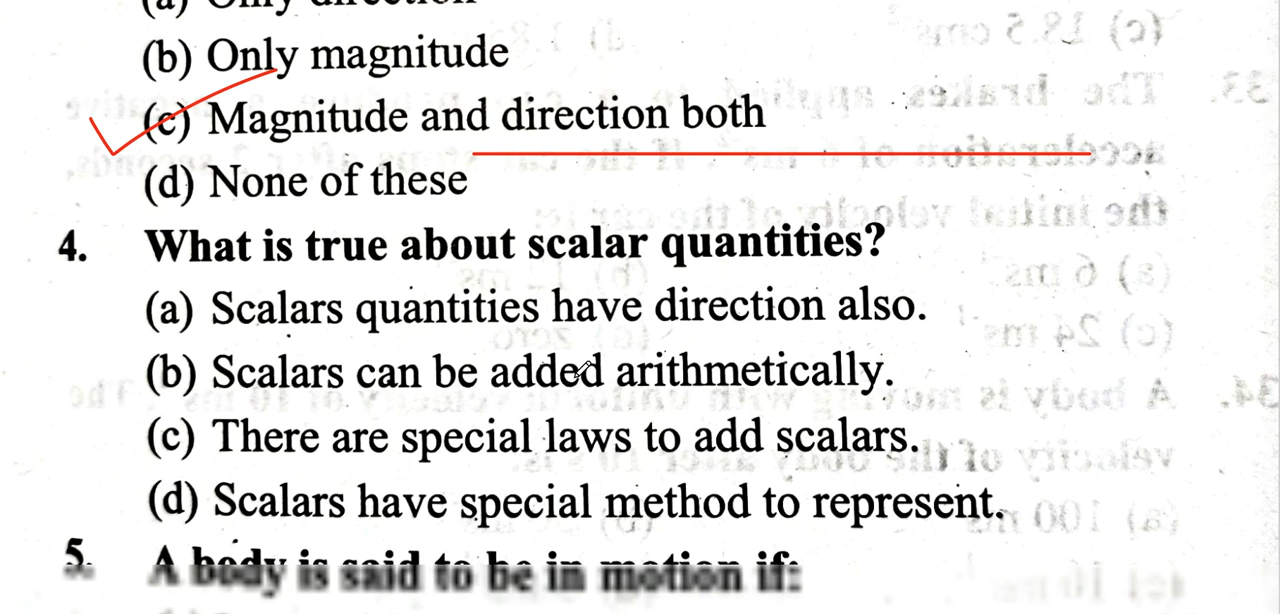 (b) Only magnitude
(c) Magnitude and direction both
(d) None of these
4. What is true about scalar quantities?
(a) Scalars quantities have direction also.
(b) Scalars can be added arithmetically.
(c) There are special laws to add scalars.
(d) Scalars have special method to represent.
5. A body is said to be in motion if: